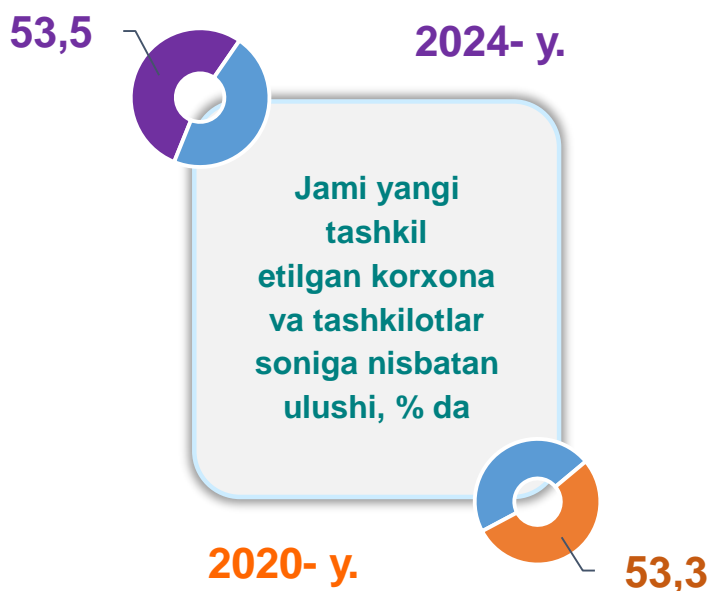 53,5
2024- y.
Jami yangi
tashkil
etilgan korxona
va tashkilotlar
soniga nisbatan
ulushi, % da
2020- y.
53,3